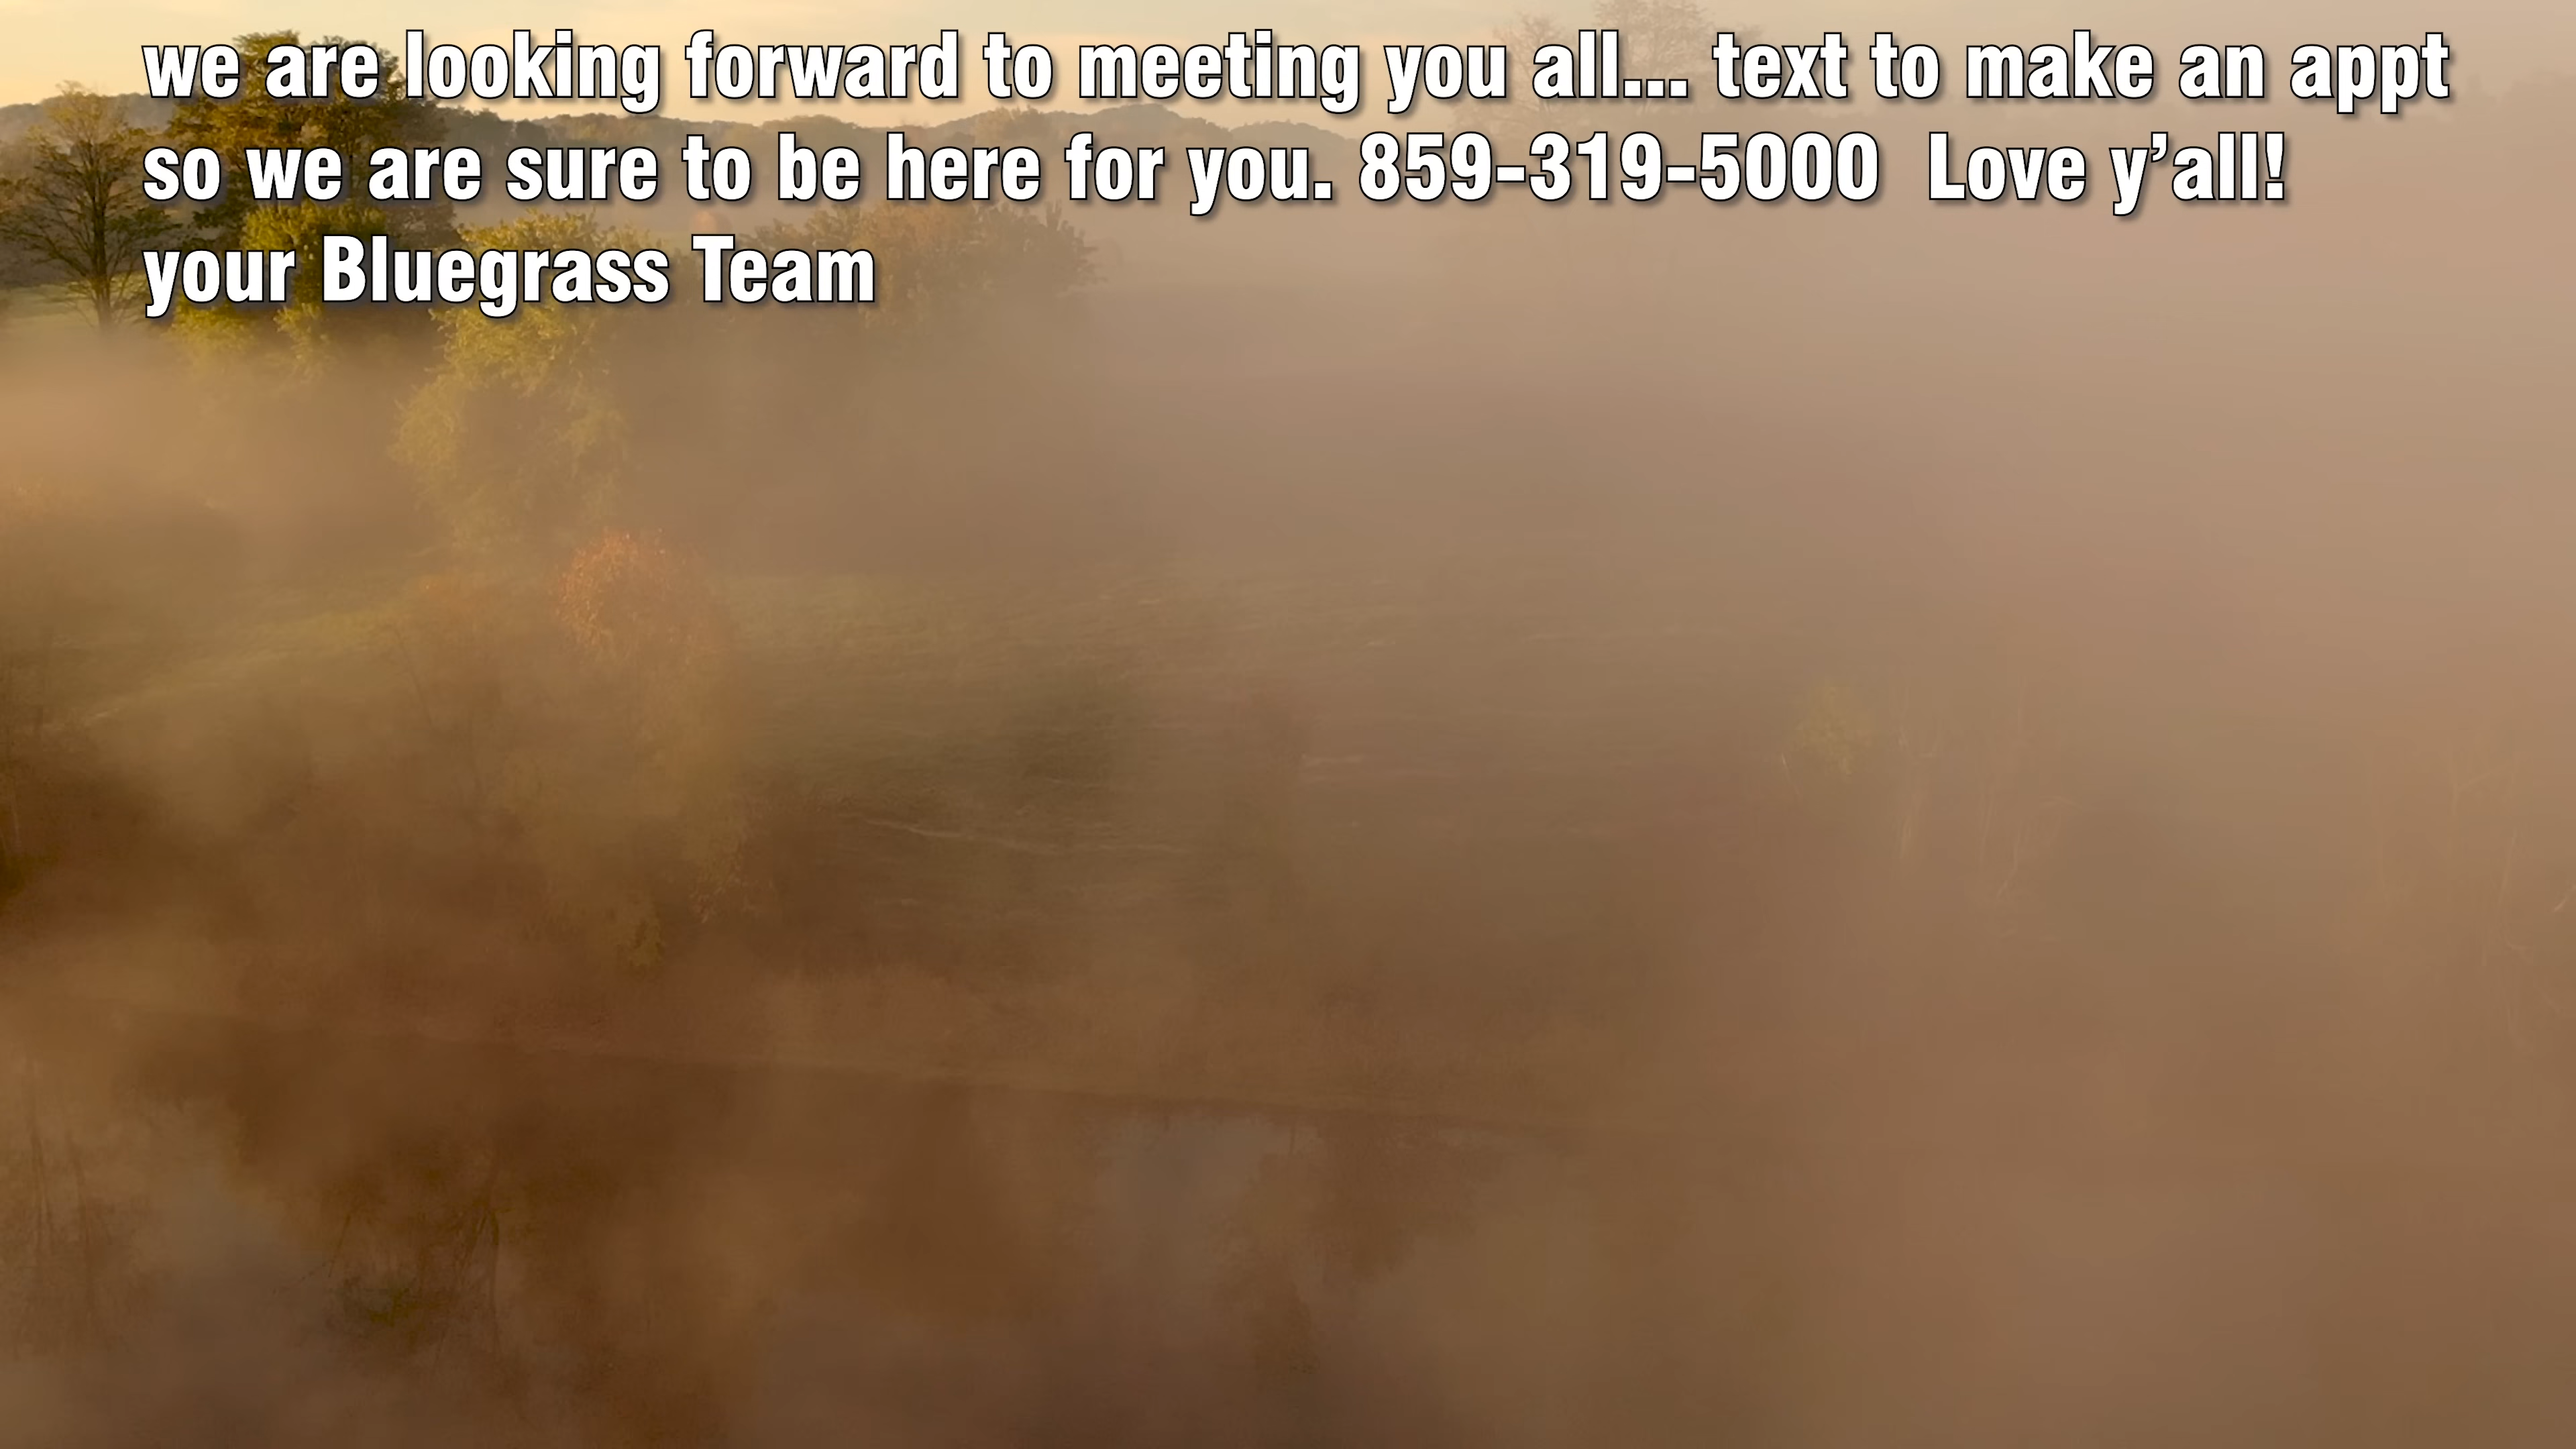 we are looking forward to meeting you all... text to make an appt
so we are sure to be here for you. 859-319-5000  Love y’all!
your Bluegrass Team